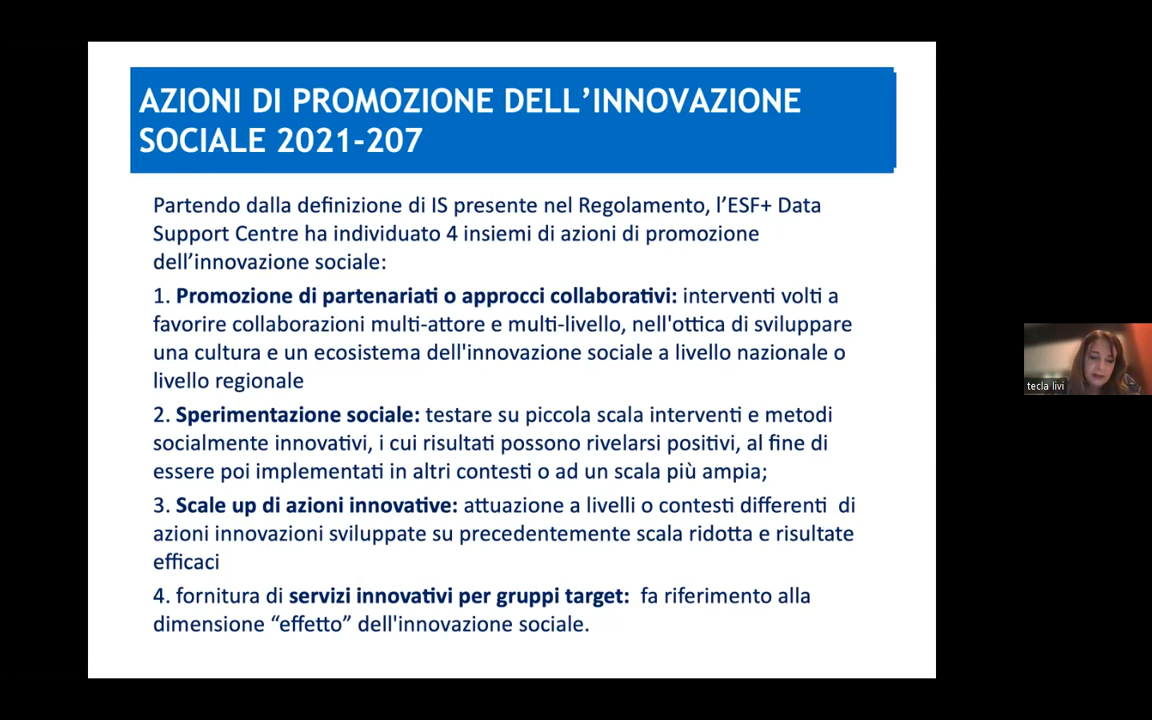 AZIONI DI PROMOZIONE DELL’INNOVAZIONE
SOCIALE 2021-207
Partendo dalla definizione di IS presente nel Regolamento, l’ESF+ Data
Support Centre ha individuato 4 insiemi di azioni di promozione
dell’innovazione sociale:
1. Promozione di partenariati o approcci collaborativi: interventi volti a
favorire collaborazioni multi-attore e multi-livello, nell'ottica di sviluppare
una cultura e un ecosistema dell'innovazione sociale a livello nazionale o
livello regionale
2. Sperimentazione sociale: testare su piccola scala interventi e metodi
socialmente innovativi, i cui risultati possono rivelarsi positivi, al fine di
essere poi implementati in altri contesti o ad un scala più ampia;
3. Scale up di azioni innovative: attuazione a livelli o contesti differenti di
azioni innovazioni sviluppate su precedentemente scala ridotta e risultate
efficaci
4. fornitura di servizi innovativi per gruppi target: fa riferimento alla
dimensione “effetto” dell'innovazione sociale.
tecla livi